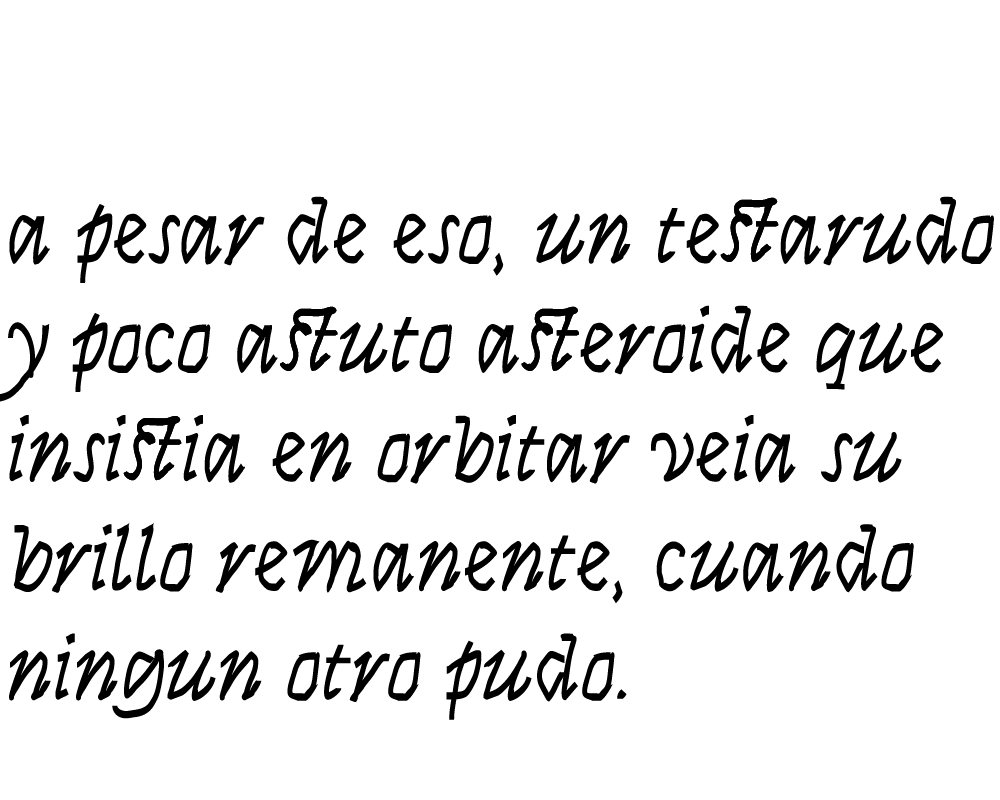 a pesar de eso, un testarudo
y poco astuto asteroide que
insistia en orbitar veia su
brillo remanente, cuando
ningun otro pudo.